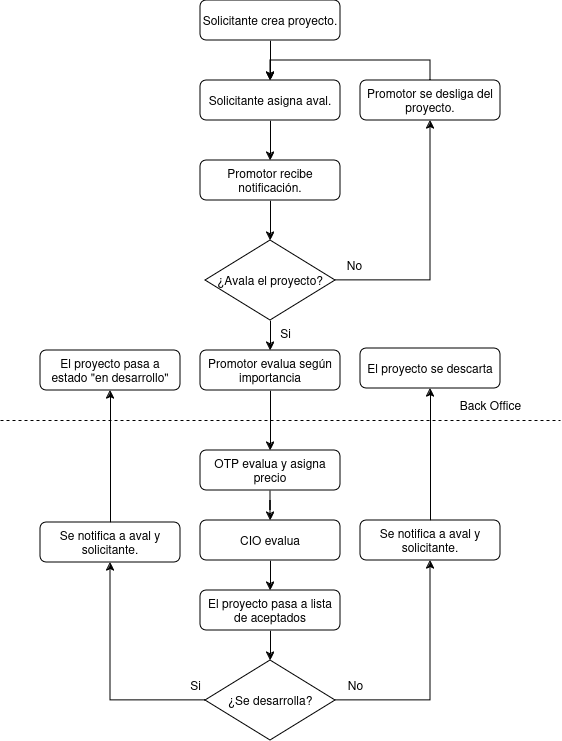 Solicitante crea proyecto.
Solicitante asigna aval.
Promotor se desliga del
proyecto.
Promotor recibe
notificación.
¿Avala el proyecto?
No
Si
El proyecto pasa a
estado "en desarrollo"
Promotor evalua según
importancia
El proyecto se descarta
Back Office
OTP evalua y asigna
precio
Se notifica a aval y
solicitante.
CIO evalua
Se notifica a aval y
solicitante.
El proyecto pasa a lista
de aceptados
Si
¿Se desarrolla?
No